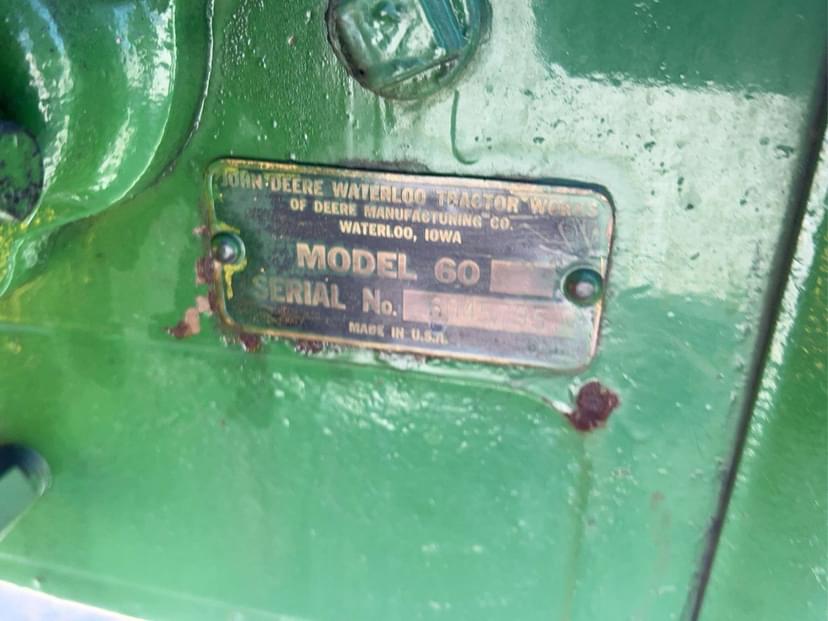 JOHN DEERE WATERLOO TRACTOR WORKS
OF DEERE MANUFACTURING CO.
WATERLOO, IOWA
MODEL 60
SERIAL No.
MADE IN U.S.A.